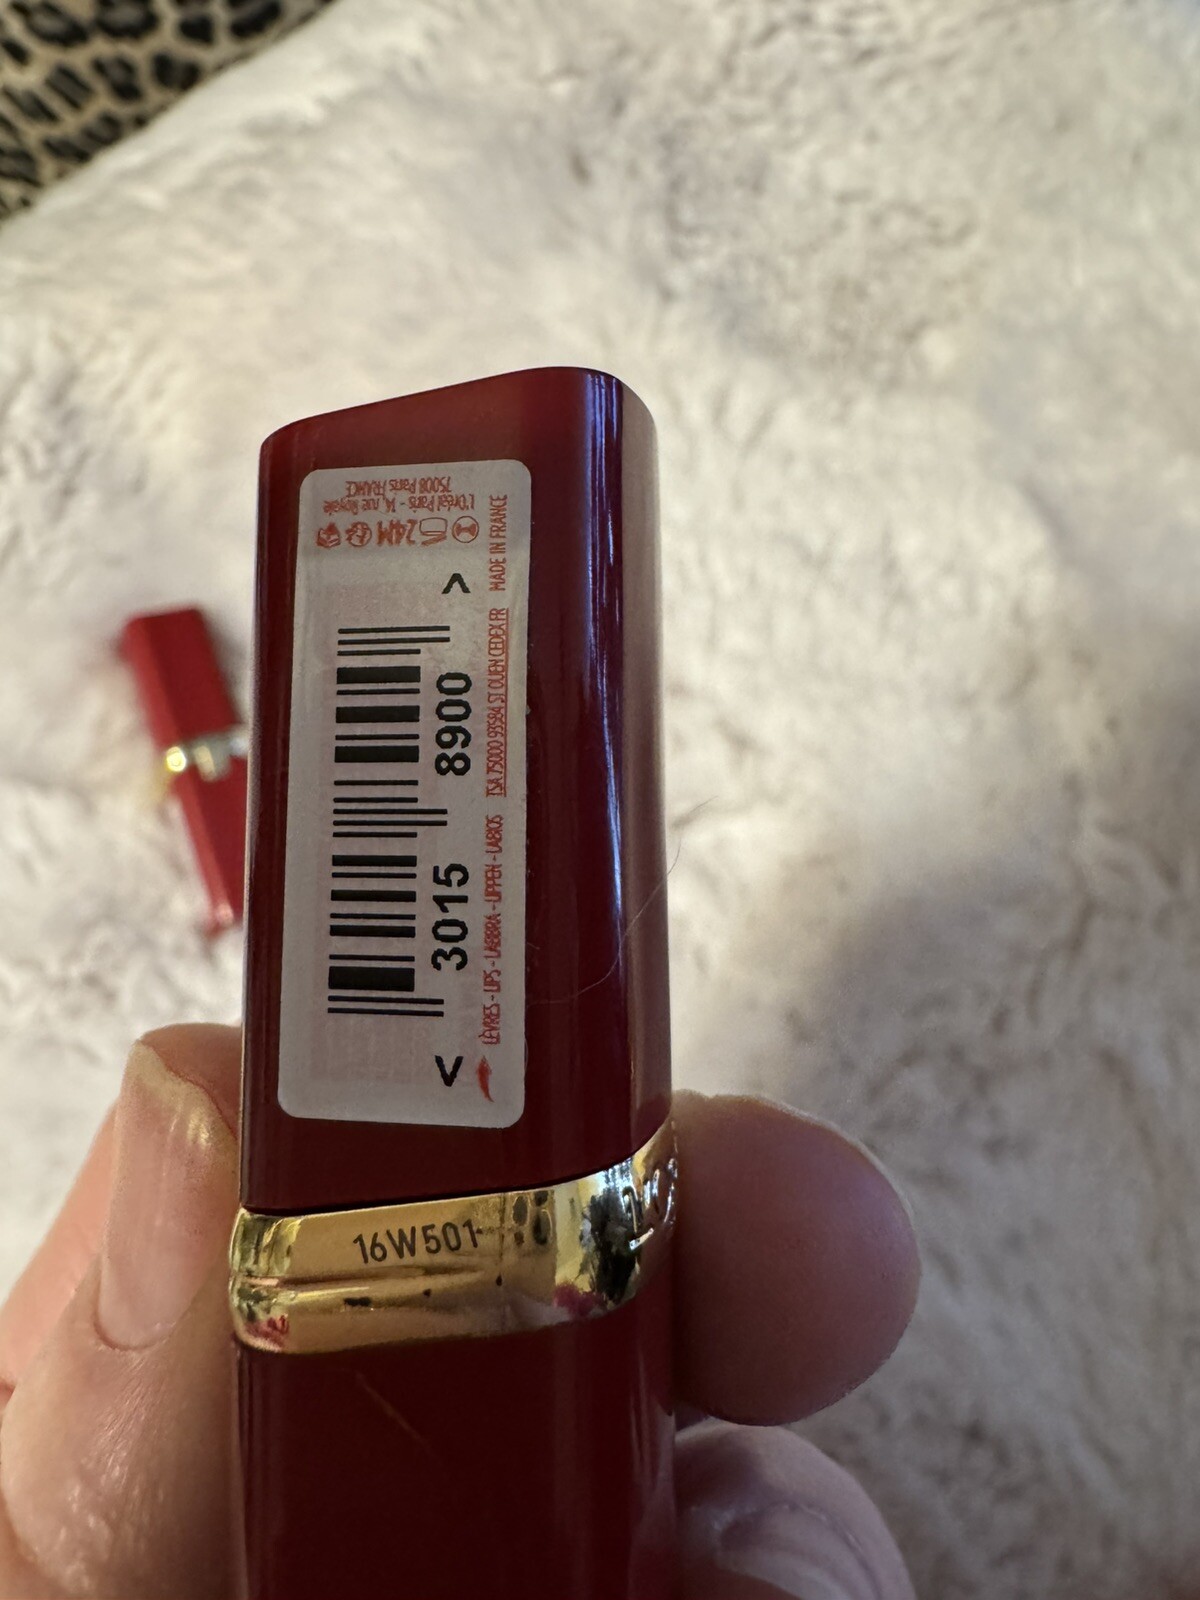 L'Oréal Paris - 14, rue Royale
75008 Paris FRANCE
24M
< 3015 8900 >
LÈVRES - LIPS - LABBRA - LIPPEN - LABIOS TSA 75000 93584 ST OUEN CEDEX FR MADE IN FRANCE
16W501